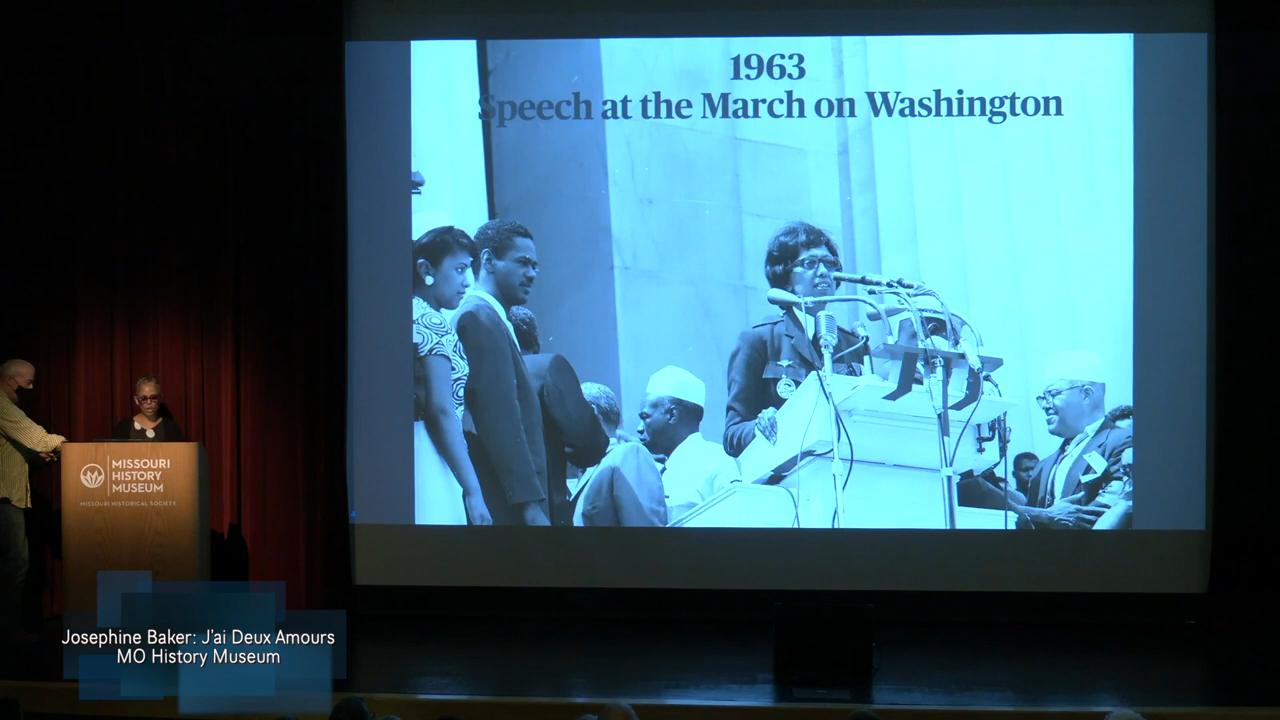 1963
Speech at the March on Washington
MISSOURI
HISTORY
MUSEUM
MISSOURI HISTORICAL SOCIETY
Josephine Baker: J'ai Deux Amours
MO History Museum